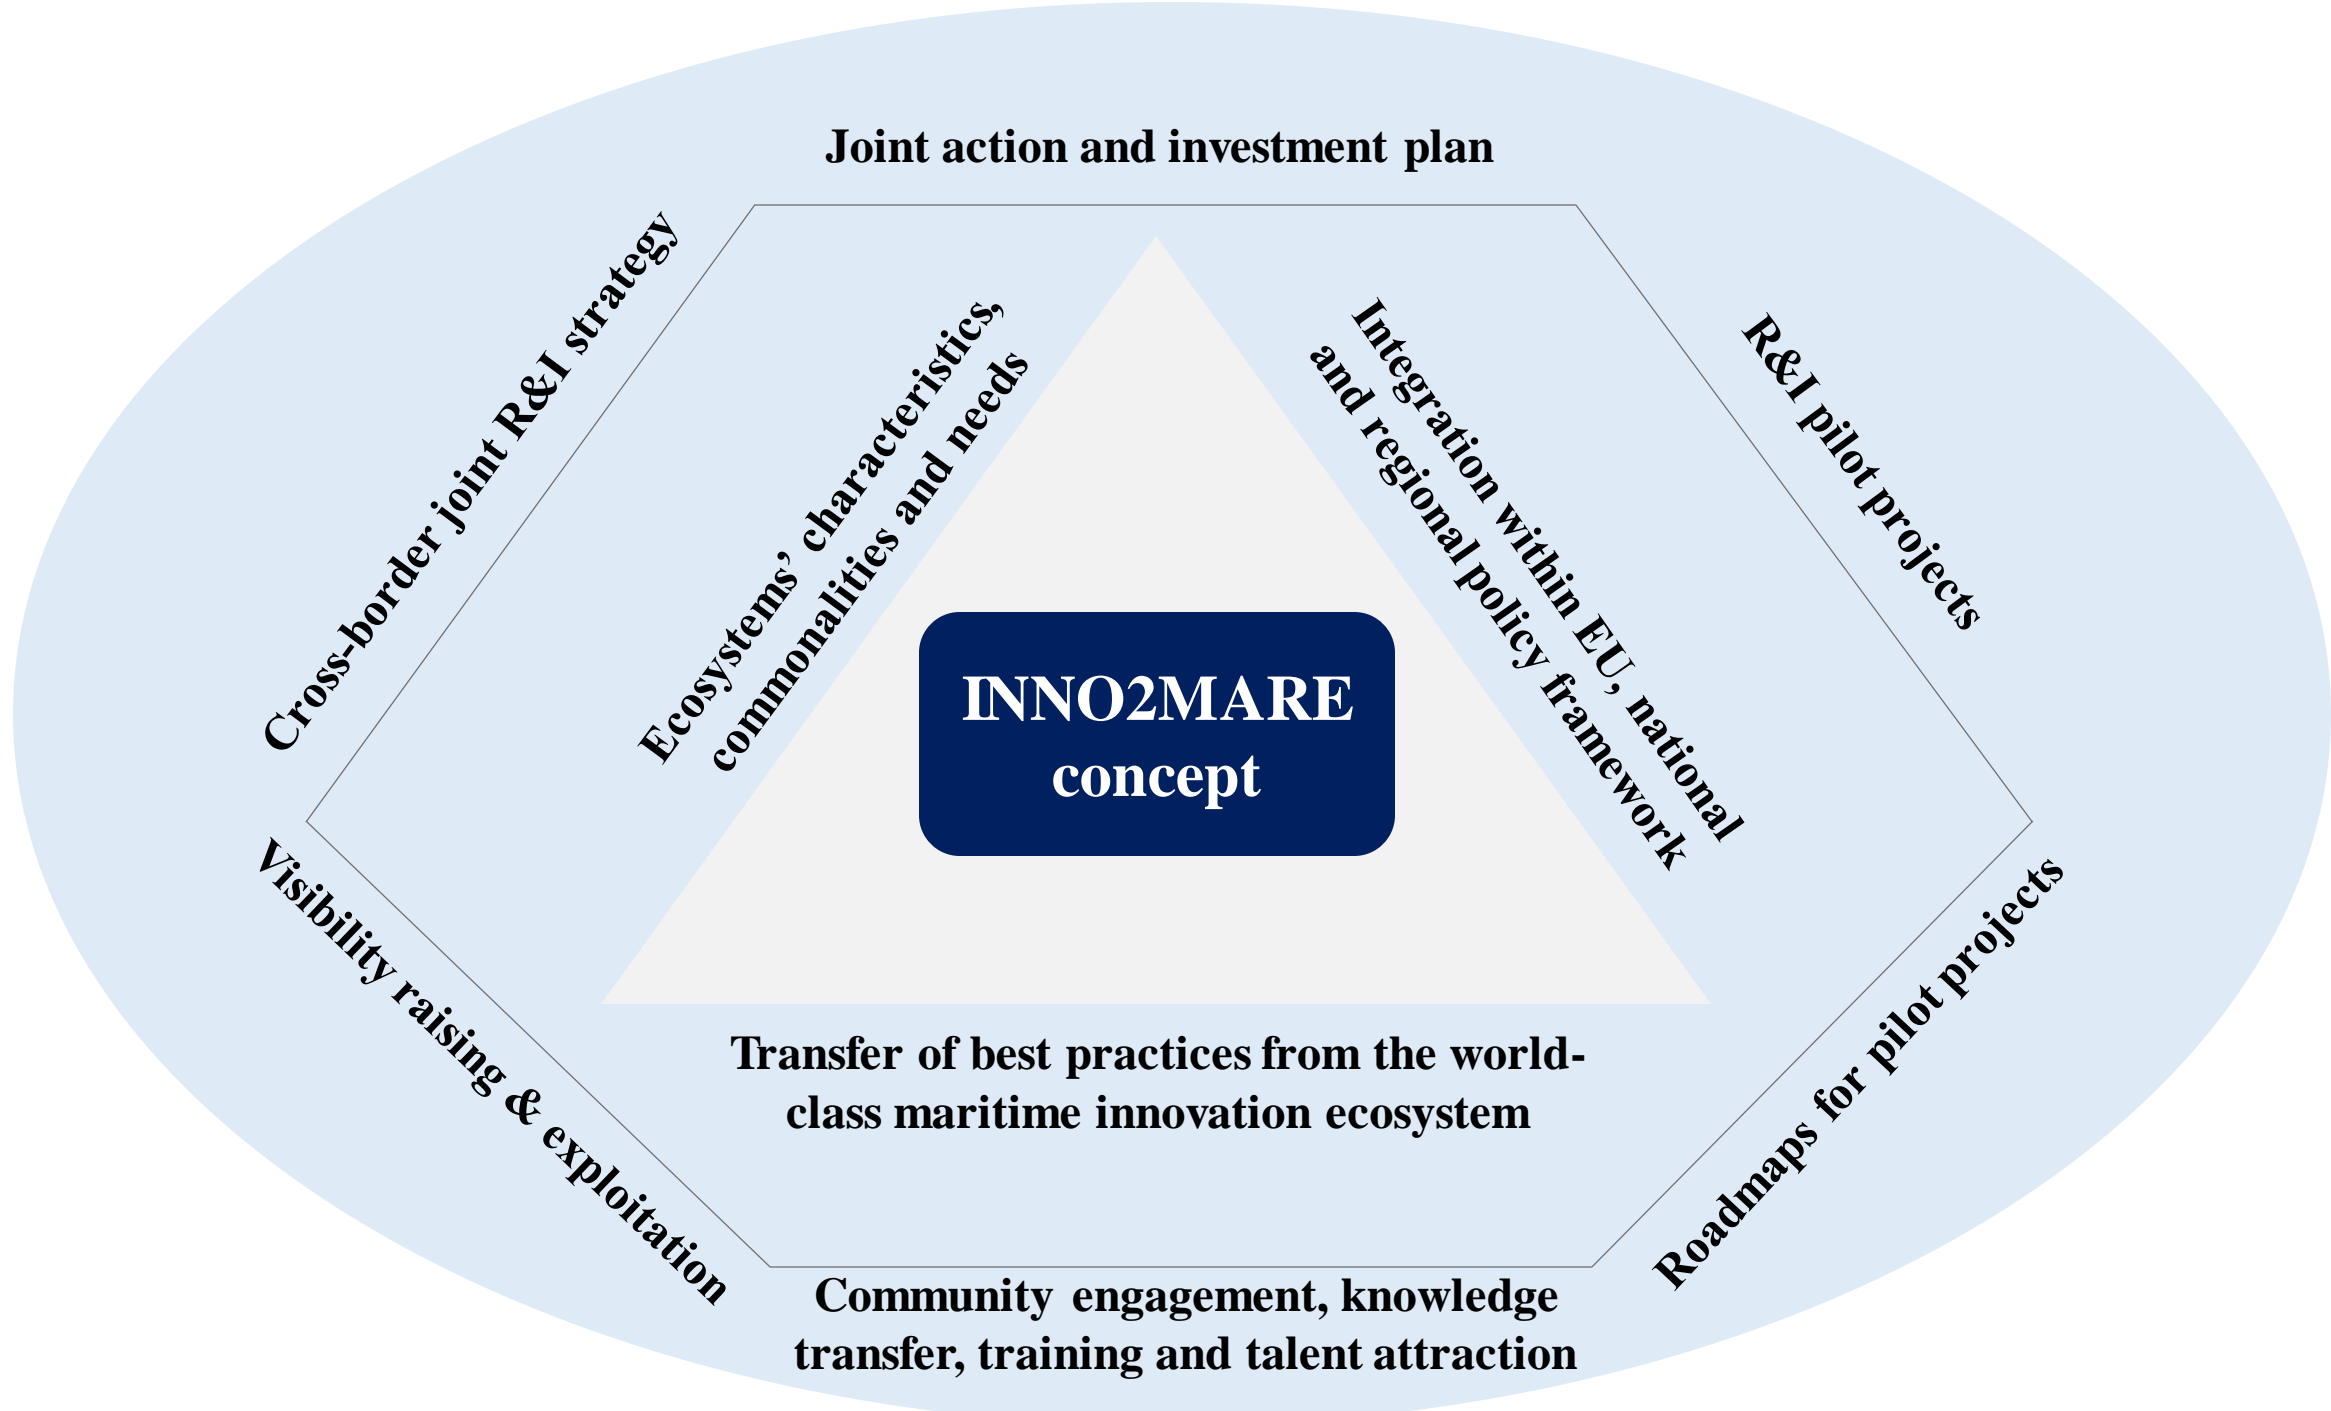 Joint action and investment plan
Cross-border joint R&I strategy
Ecosystems’ characteristics,
commonalities and needs
Integration within EU, national
and regional policy framework
R&I pilot projects
INNO2MARE
concept
Visibility raising & exploitation
Transfer of best practices from the world-
class maritime innovation ecosystem
Roadmaps for pilot projects
Community engagement, knowledge
transfer, training and talent attraction